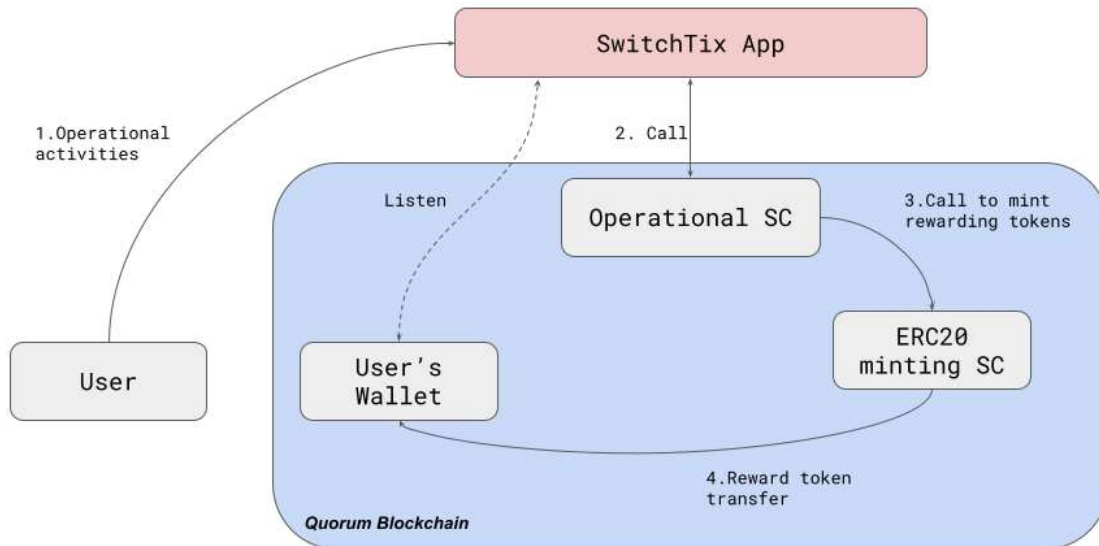 SwitchTix App
1.Operational
activities
2. Call
Listen
Operational SC
3.Call to mint
rewarding tokens
ERC20
minting SC
User
User's
Wallet
4.Reward token
transfer
Quorum Blockchain